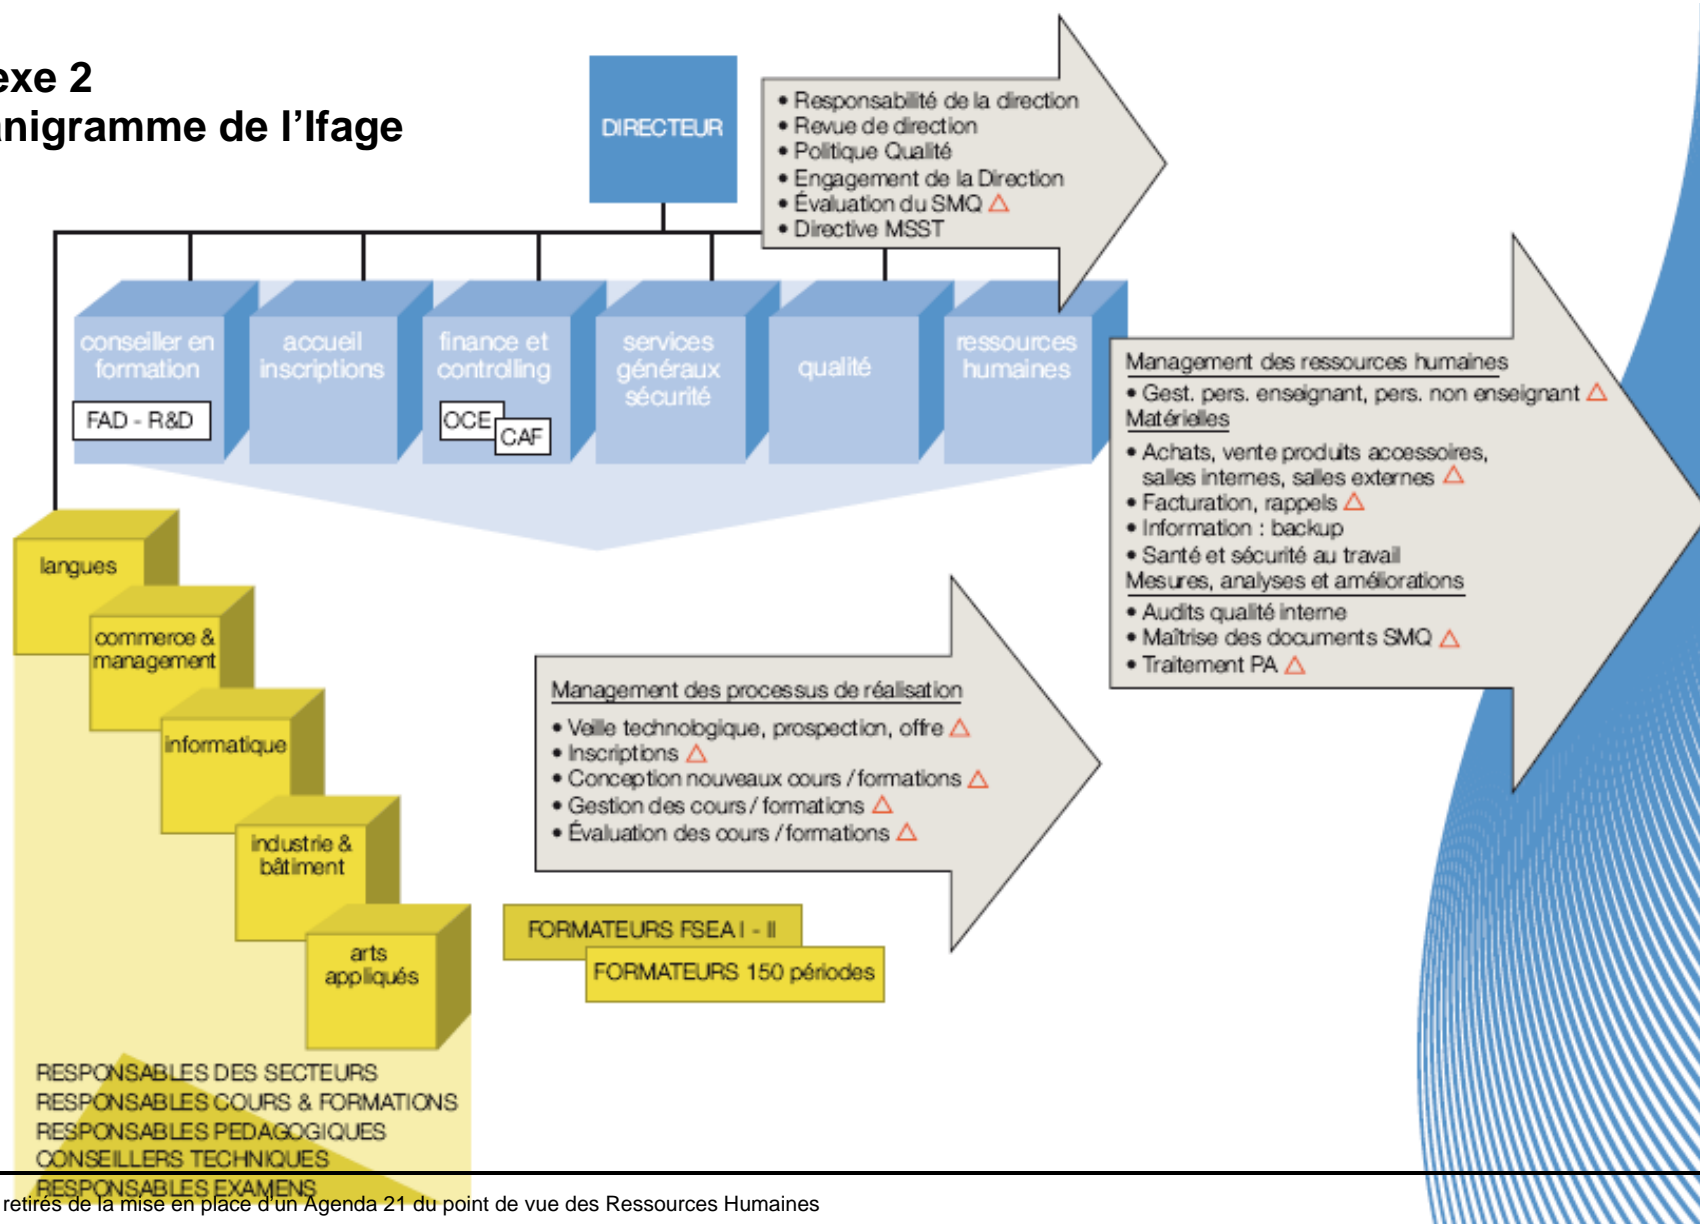 exe 2
anigramme de l'Ifage
DIRECTEUR
• Responsabilité de la direction
• Revue de direction
• Politique Qualité
• Engagement de la Direction
• Évaluation du SMQ △
• Directive MSST
conseiller en
formation
FAD - R&D
accueil
inscriptions
finance et
controlling
OCE
CAF
services
généraux
sécurité
qualité
ressources
humaines
Management des ressources humaines
• Gest. pers. enseignant, pers. non enseignant △
Matérielles
• Achats, vente produits accessoires,
salles internes, salles externes △
• Facturation, rappels △
• Information : backup
• Santé et sécurité au travail
Mesures, analyses et améliorations
• Audits qualité interne
• Maîtrise des documents SMQ △
• Traitement PA △
langues
commerce &
management
informatique
industrie &
bâtiment
arts
appliqués
Management des processus de réalisation
• Veille technologique, prospection, offre △
• Inscriptions △
• Conception nouveaux cours / formations △
• Gestion des cours / formations △
• Évaluation des cours / formations △
FORMATEURS FSEA I - II
FORMATEURS 150 périodes
RESPONSABLES DES SECTEURS
RESPONSABLES COURS & FORMATIONS
RESPONSABLES PEDAGOGIQUES
CONSEILLERS TECHNIQUES
RESPONSABLES EXAMENS
retirés de la mise en place d'un Agenda 21 du point de vue des Ressources Humaines